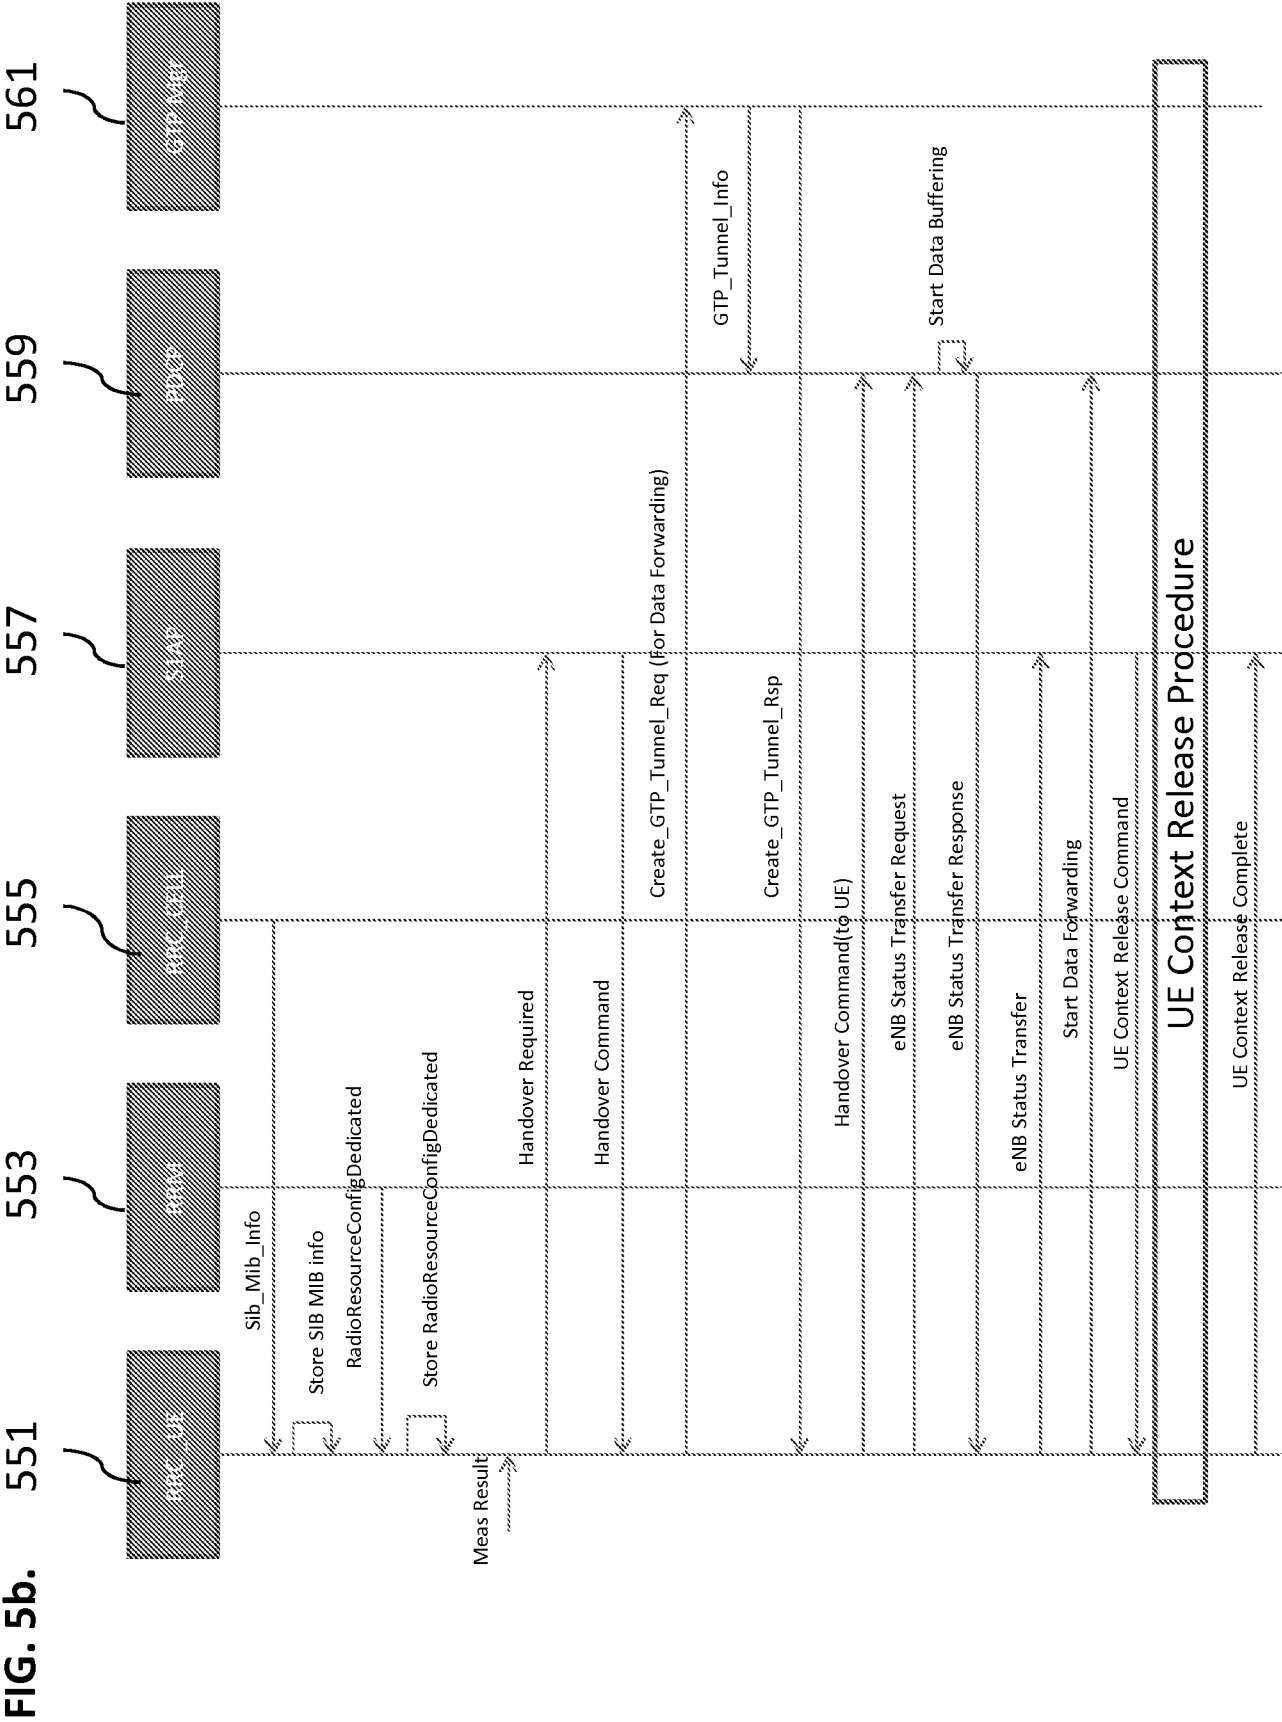 FIG. 5b.
551
553
555
557
559
561
RRC_UE
RRM
RRC_CELL
S1AP
PDCP
GTP Mgr
Sib_Mib_Info
Store SIB MIB info
RadioResourceConfigDedicated
Store RadioResourceConfigDedicated
Meas Result
Handover Required
Handover Command
Create_GTP_Tunnel_Req (For Data Forwarding)
GTP_Tunnel_Info
Create_GTP_Tunnel_Rsp
Handover Command(to UE)
eNB Status Transfer Request
Start Data Buffering
eNB Status Transfer Response
eNB Status Transfer
Start Data Forwarding
UE Context Release Command
UE Context Release Procedure
UE Context Release Complete